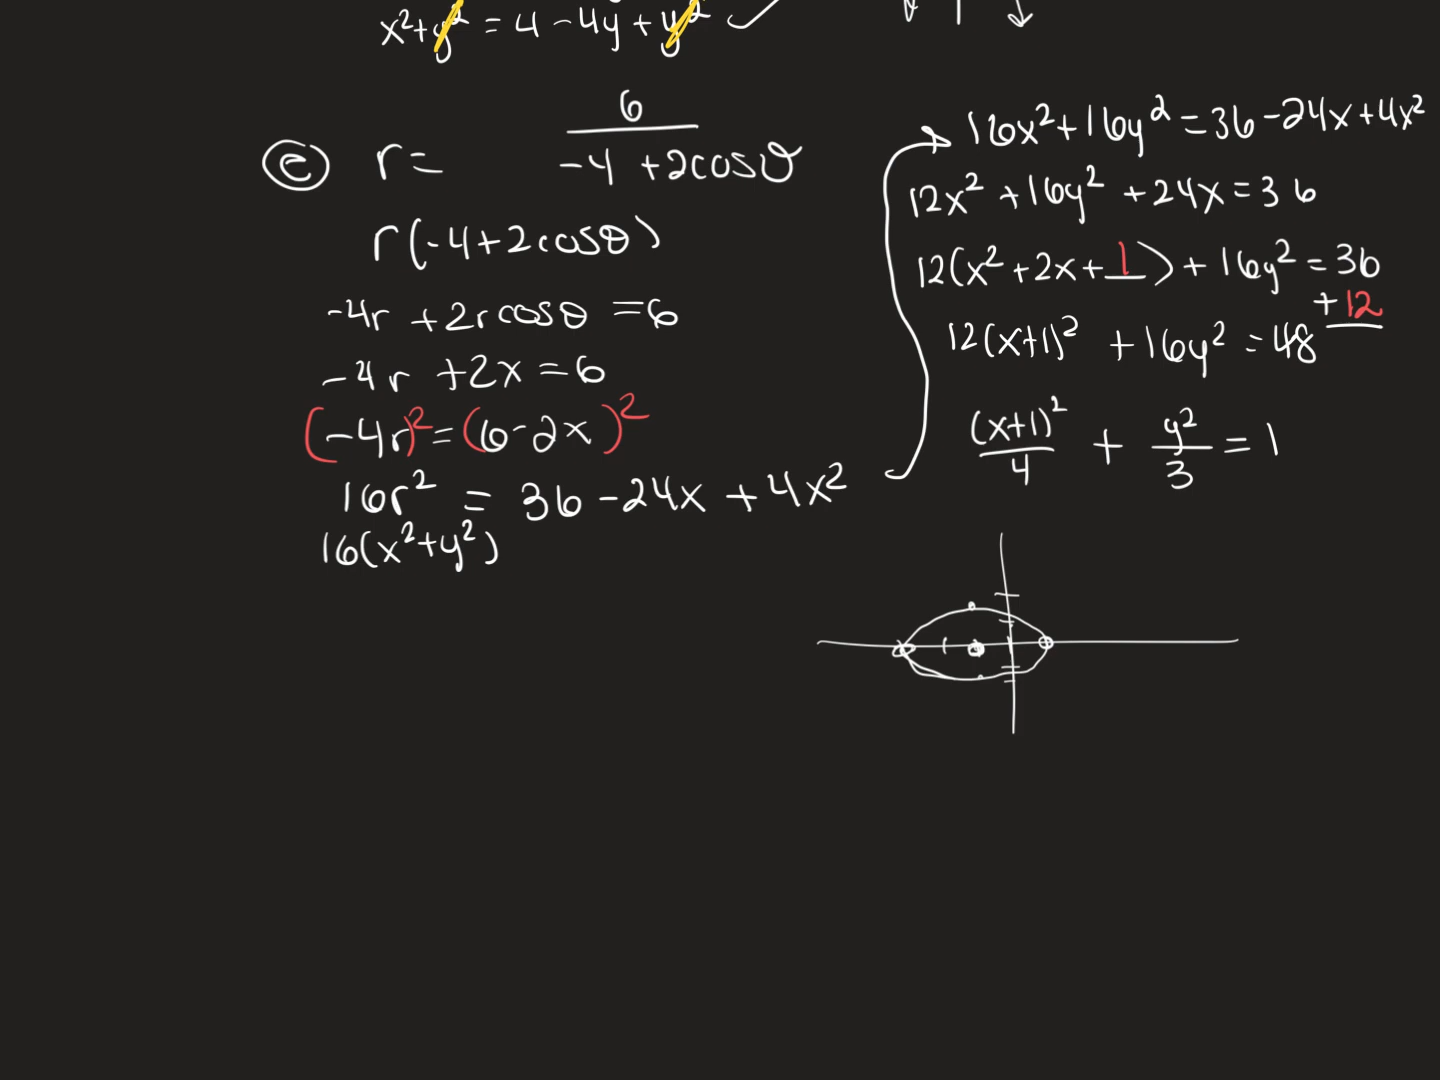 x²+y² = 4 - 4y + y²
ⓔ r = 6/(-4 + 2cosθ)
r(-4+2cosθ)
-4r + 2rcosθ = 6
-4r + 2x = 6
(-4r)² = (6-2x)²
16r² = 36 - 24x + 4x²
16(x²+y²)
16x² + 16y² = 36 - 24x + 4x²
12x² + 16y² + 24x = 36
12(x² + 2x + 1) + 16y² = 36
+12
12(x+1)² + 16y² = 48
(x+1)²/4 + y²/3 = 1